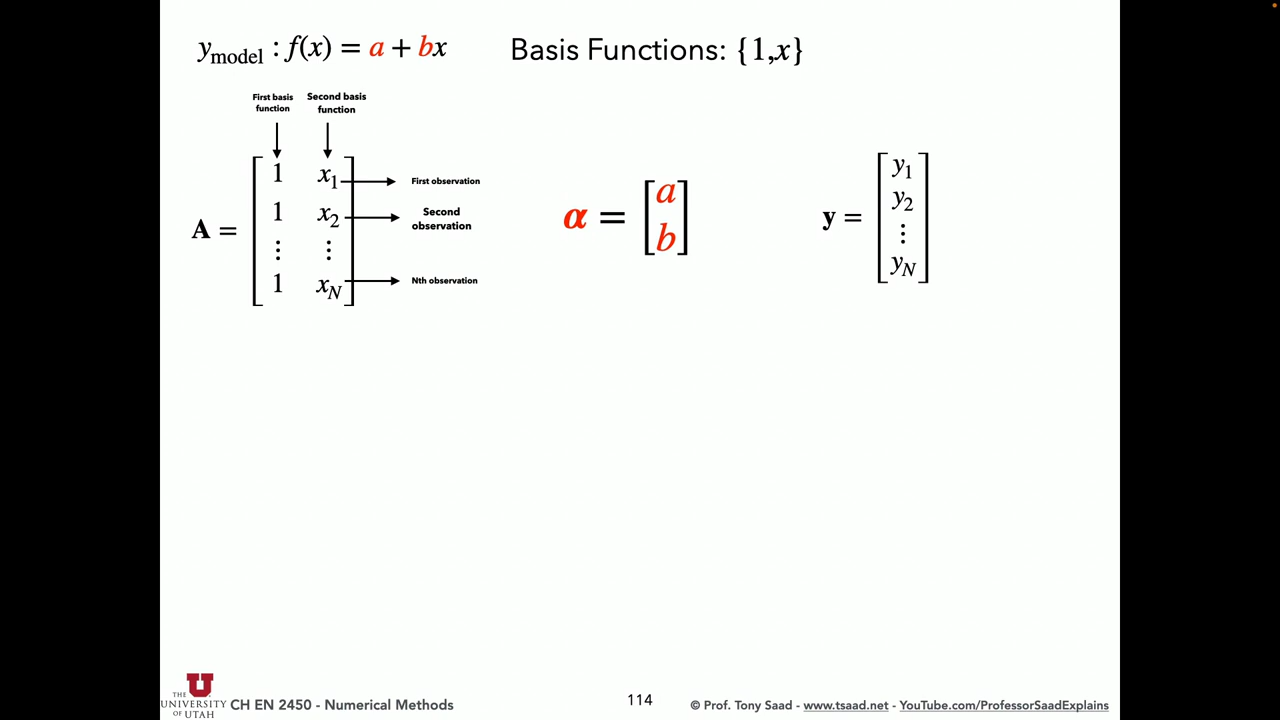 y_model : f(x) = a + bx
Basis Functions: {1,x}
First basis
function
Second basis
function
A = [ 1 x_1
1 x_2
⋮ ⋮
1 x_N ]
First observation
Second
observation
Nth observation
α = [ a
b ]
y = [ y_1
y_2
⋮
y_N ]
THE
UNIVERSITY
OF UTAH
U
CH EN 2450 - Numerical Methods
114
© Prof. Tony Saad - www.tsaad.net - YouTube.com/ProfessorSaadExplains